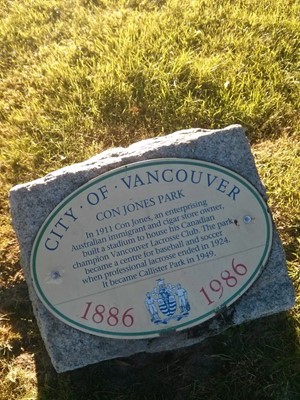 CITY · OF · VANCOUVER
CON JONES PARK
In 1911 Con Jones, an enterprising
Australian immigrant and cigar store owner,
built a stadium to house his Canadian
champion Vancouver Lacrosse Club. The park
became a centre for baseball and soccer
when professional lacrosse ended in 1924.
It became Callister Park in 1949.
1886 1986